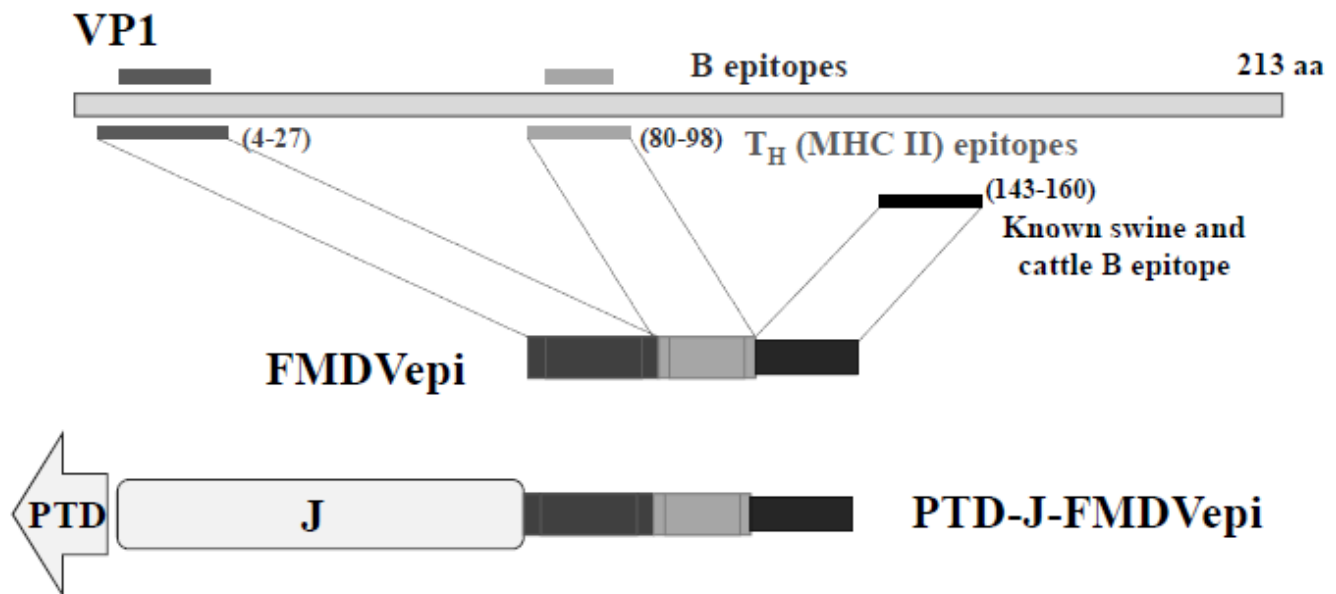 VP1
B epitopes
213 aa
(4-27)
(80-98)
TH (MHC II) epitopes
(143-160)
Known swine and
cattle B epitope
FMDVepi
PTD
J
PTD-J-FMDVepi